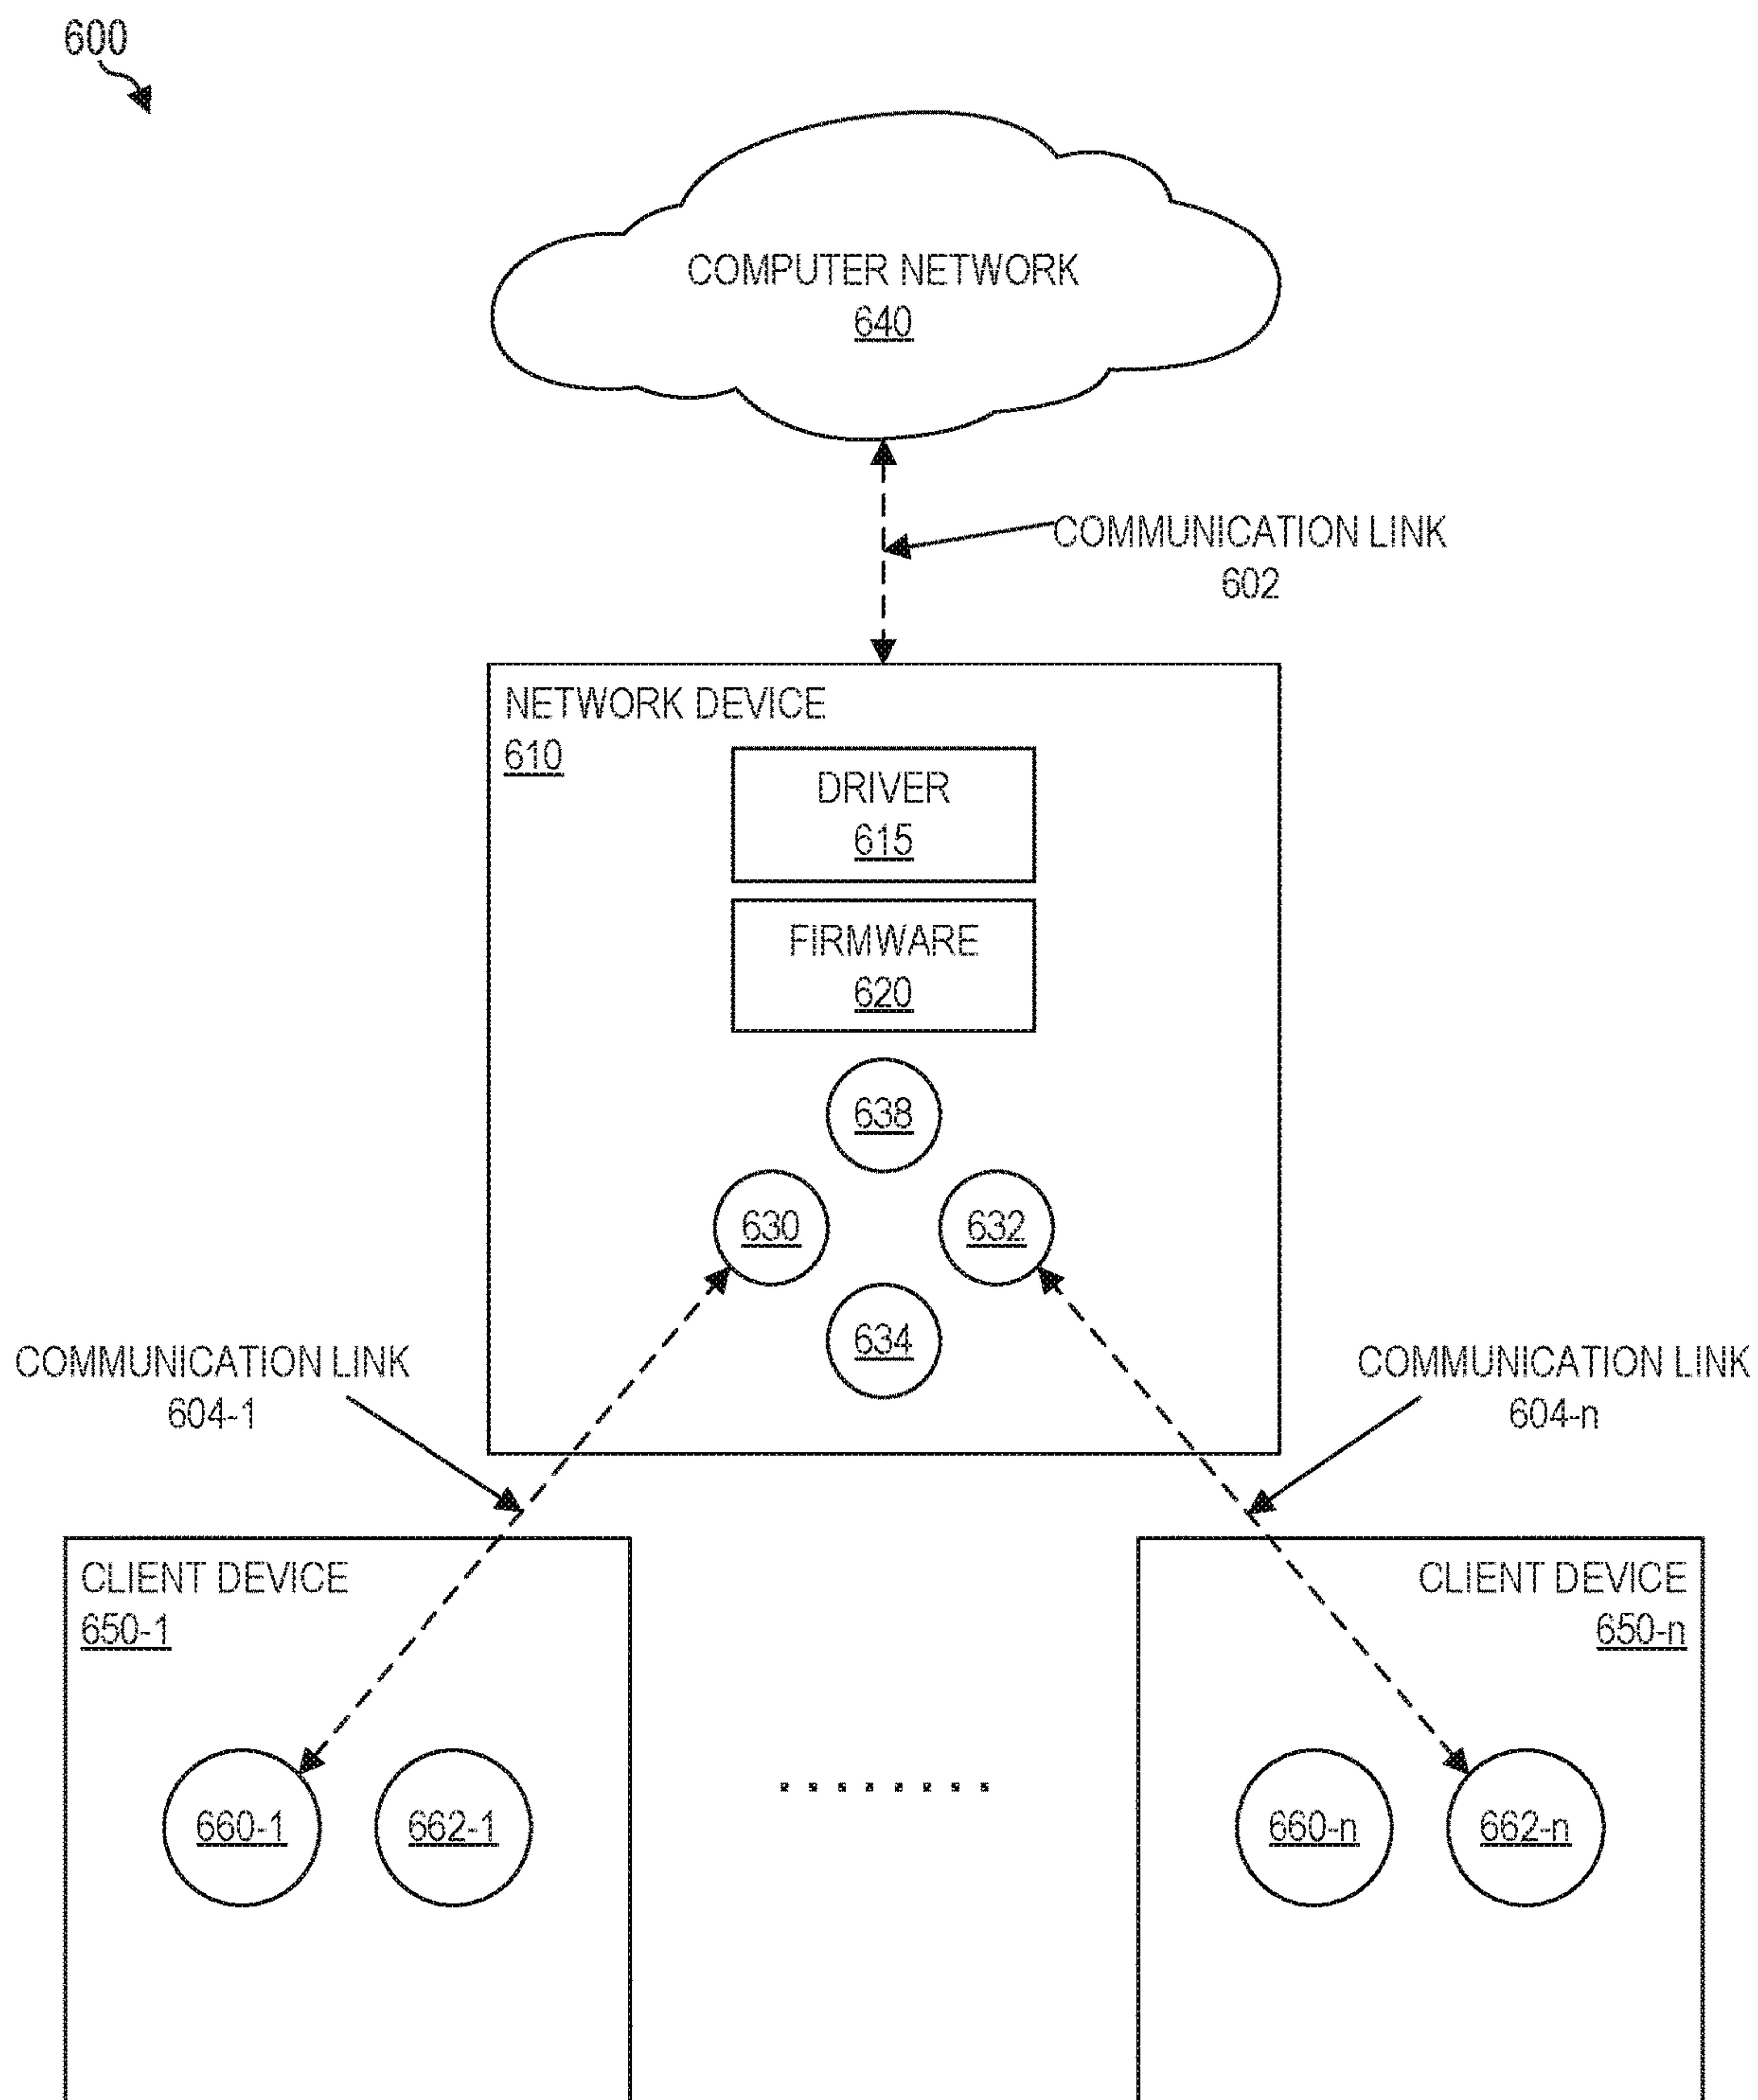 600
COMPUTER NETWORK
640
COMMUNICATION LINK
602
NETWORK DEVICE
610
DRIVER
615
FIRMWARE
620
638
630
632
634
COMMUNICATION LINK
604-1
COMMUNICATION LINK
604-n
CLIENT DEVICE
650-1
CLIENT DEVICE
650-n
660-1
662-1
660-n
662-n